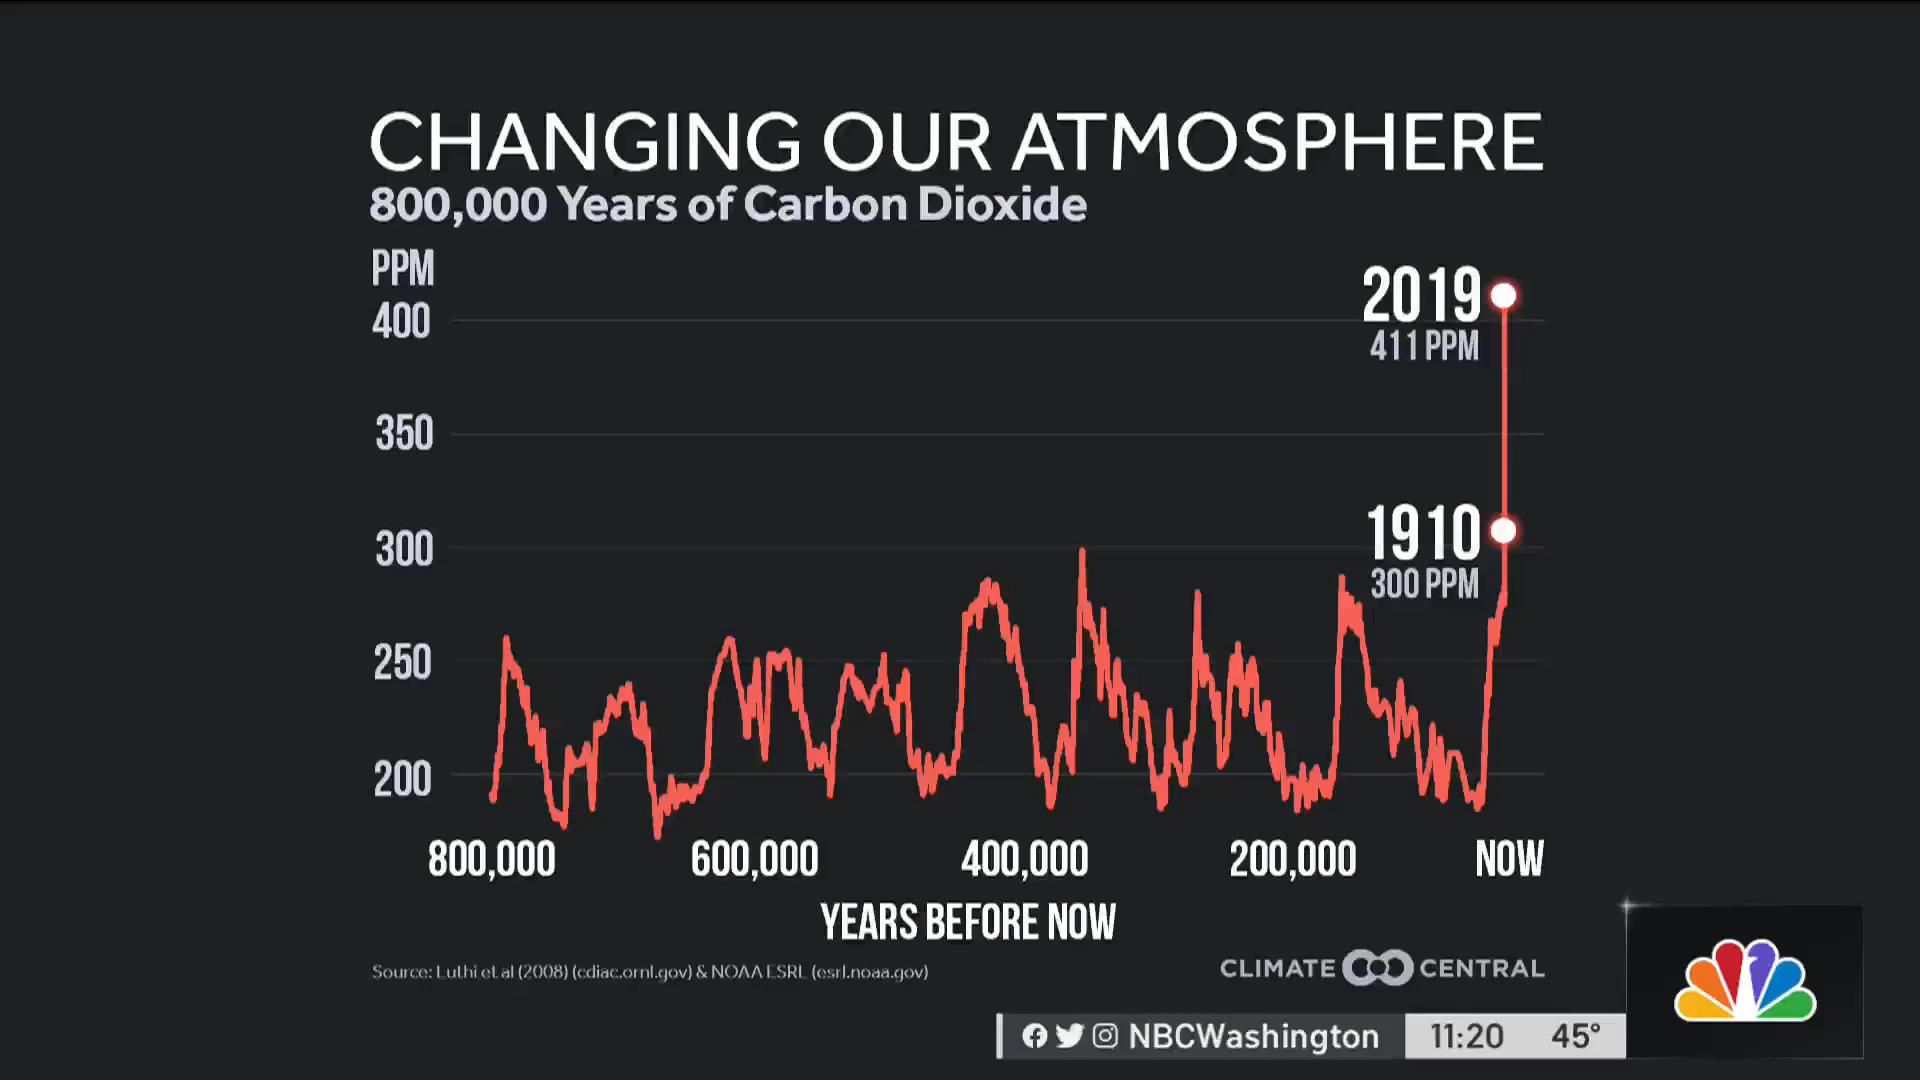 CHANGING OUR ATMOSPHERE
800,000 Years of Carbon Dioxide
PPM
400
350
300
250
200
2019
411 PPM
1910
300 PPM
800,000 600,000 400,000 200,000 NOW
YEARS BEFORE NOW
Source: Luthi et al (2008) (cdiac.ornl.gov) & NOAA ESRL (esrl.noaa.gov)
CLIMATE CENTRAL
NBCWashington 11:20 45°